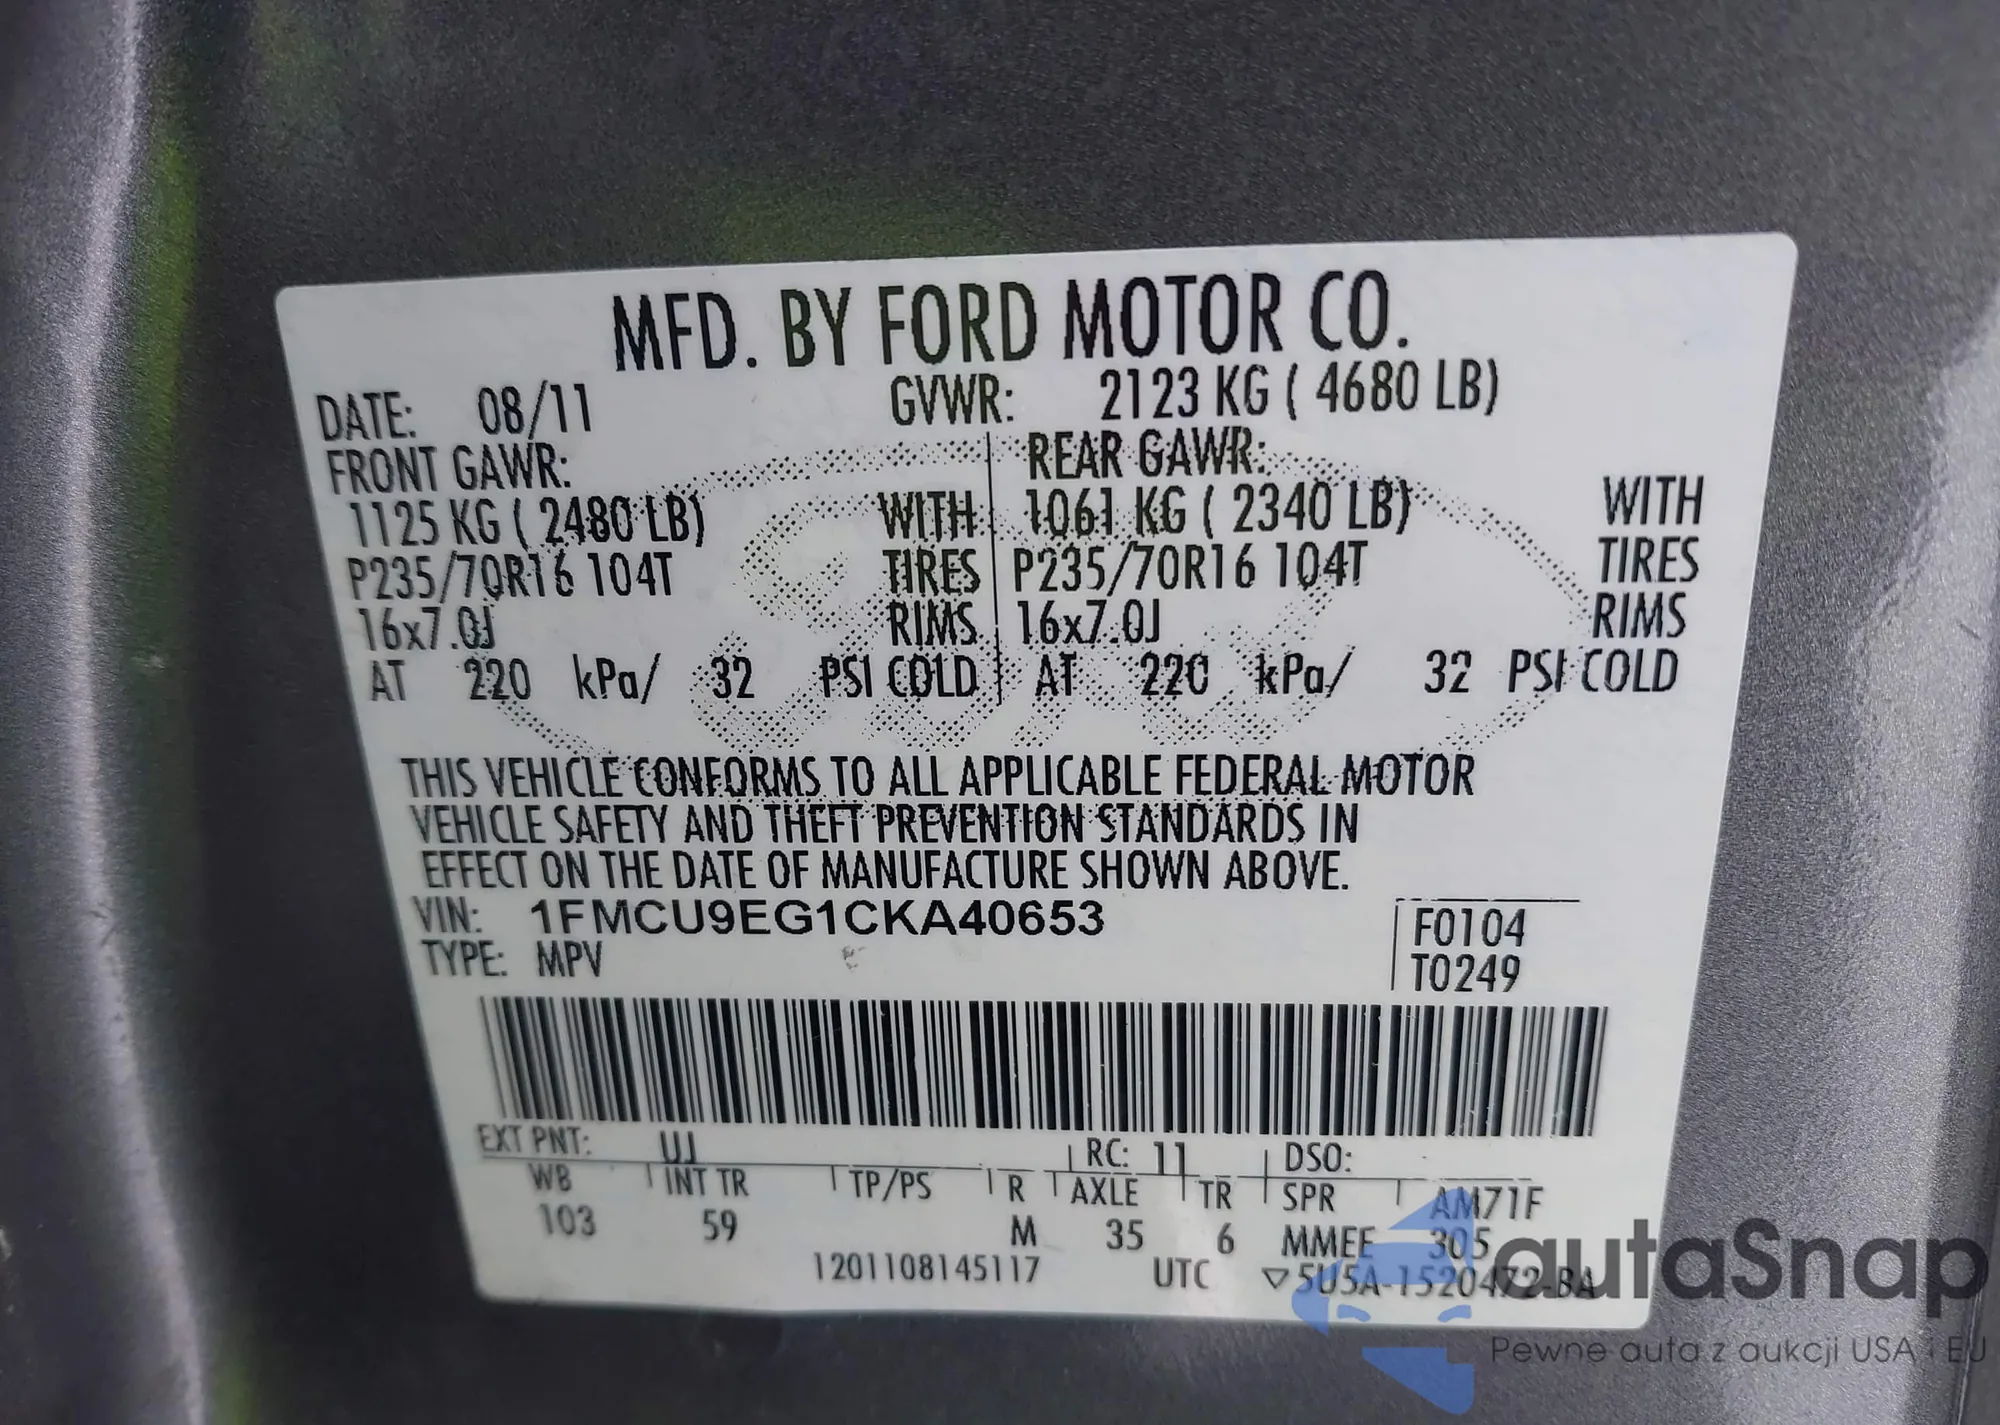 MFD. BY FORD MOTOR CO.
DATE: 08/11 GVWR: 2123 KG ( 4680 LB)
FRONT GAWR: REAR GAWR:
1125 KG ( 2480 LB) WITH 1061 KG ( 2340 LB) WITH
P235/70R16 104T TIRES P235/70R16 104T TIRES
16x7.0J RIMS 16x7.0J RIMS
AT 220 kPa/ 32 PSI COLD AT 220 kPa/ 32 PSI COLD
THIS VEHICLE CONFORMS TO ALL APPLICABLE FEDERAL MOTOR
VEHICLE SAFETY AND THEFT PREVENTION STANDARDS IN
EFFECT ON THE DATE OF MANUFACTURE SHOWN ABOVE.
VIN: 1FMCU9EG1CKA40653 F0104
TYPE: MPV T0249
EXT PNT: UJ RC: 11 DSO:
WB INT TR TP/PS R AXLE TR SPR AM71F
103 59 M 35 6 MMEE 305
1201108145117 UTC ▽5U5A-1520472-BA
autaSnap
Pewne auta z aukcji USA i EU